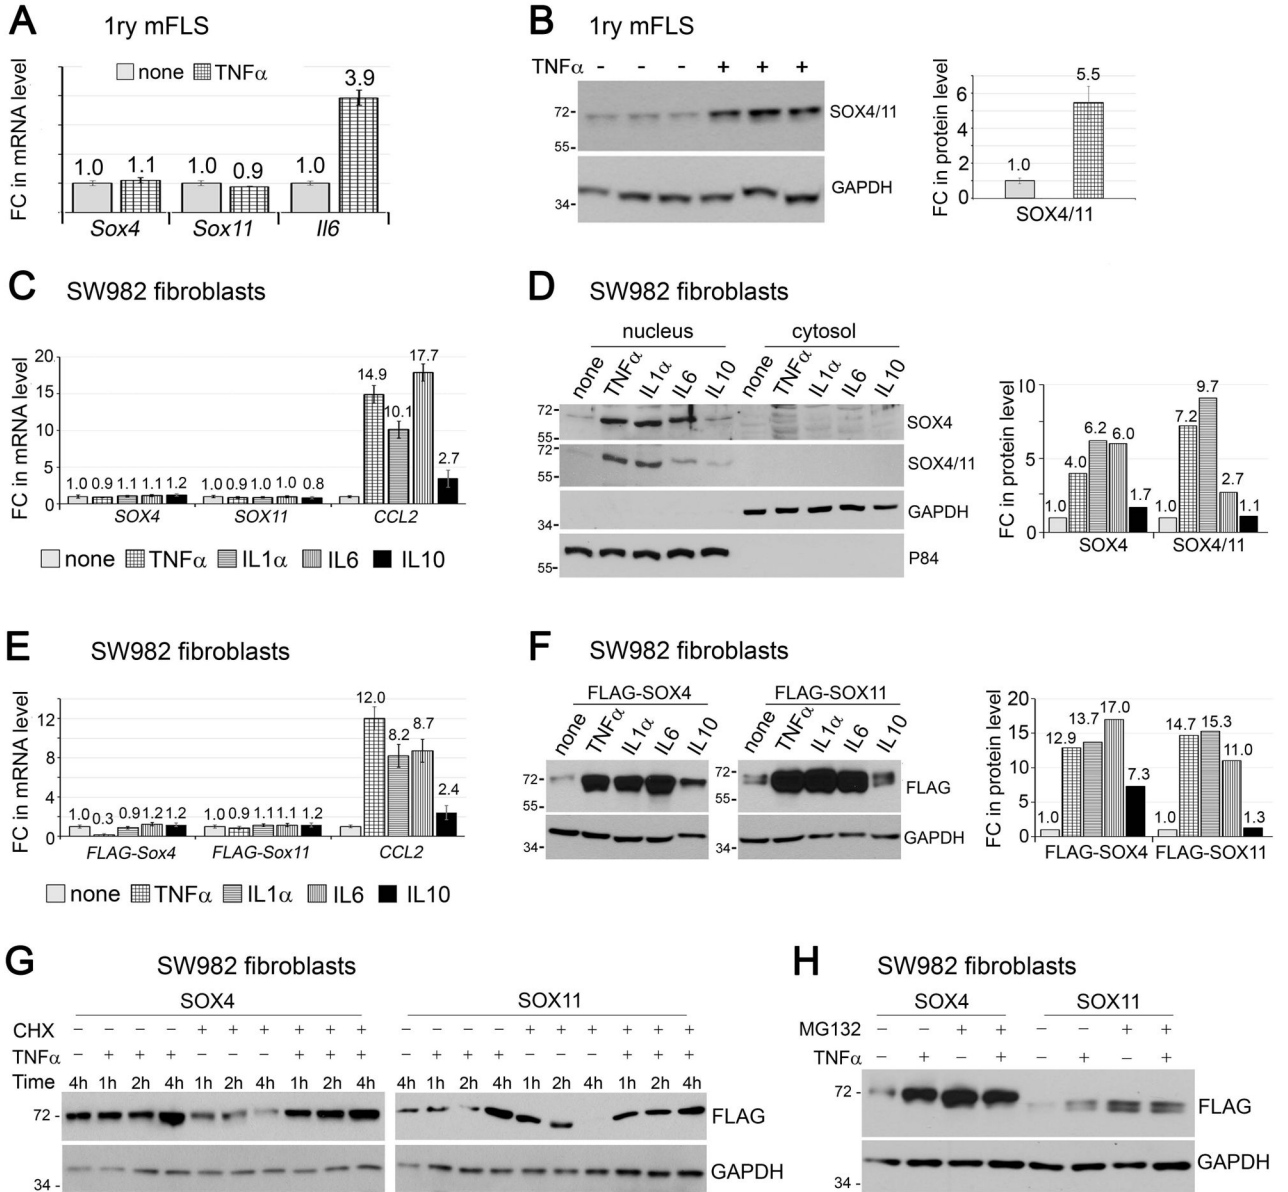 A 1ry mFLS
none TNFα
FC in mRNA level
1.0 1.1 1.0 0.9 1.0 3.9
Sox4 Sox11 Il6
B 1ry mFLS
TNFα - - - + + +
72-
55-
34-
SOX4/11
GAPDH
FC in protein level
6
4
2
0
1.0 5.5
SOX4/11
C SW982 fibroblasts
FC in mRNA level
20
15
10
5
0
1.0 0.9 1.1 1.1 1.2 1.0 0.9 1.0 1.0 0.8 14.9 10.1 17.7 2.7
SOX4 SOX11 CCL2
none TNFα IL1α IL6 IL10
D SW982 fibroblasts
nucleus cytosol
none TNFα IL1α IL6 IL10 none TNFα IL1α IL6 IL10
72-
55-
72-
55-
34-
55-
SOX4
SOX4/11
GAPDH
P84
FC in protein level
10
5
0
1.0 4.0 6.2 6.0 1.7 1.0 7.2 9.7 2.7 1.1
SOX4 SOX4/11
E SW982 fibroblasts
FC in mRNA level
12
8
4
0
1.0 0.3 0.9 1.2 1.2 1.0 0.9 1.1 1.1 1.2 12.0 8.2 8.7 2.4
FLAG-Sox4 FLAG-Sox11 CCL2
none TNFα IL1α IL6 IL10
F SW982 fibroblasts
FLAG-SOX4 FLAG-SOX11
none TNFα IL1α IL6 IL10 none TNFα IL1α IL6 IL10
72-
55-
34-
72-
55-
34-
FLAG
GAPDH
FC in protein level
20
15
10
5
0
1.0 12.9 13.7 17.0 7.3 1.0 14.7 15.3 11.0 1.3
FLAG-SOX4 FLAG-SOX11
G SW982 fibroblasts
SOX4 SOX11
CHX - - - - + + + + + + - - - - + + + + + +
TNFα - + + + - - - + + + - + + + - - - + + +
Time 4h 1h 2h 4h 1h 2h 4h 1h 2h 4h 4h 1h 2h 4h 1h 2h 4h 1h 2h 4h
72 -
34 -
FLAG
GAPDH
H SW982 fibroblasts
SOX4 SOX11
MG132 - - + + - - + +
TNFα - + - + - + - +
72 -
34 -
FLAG
GAPDH